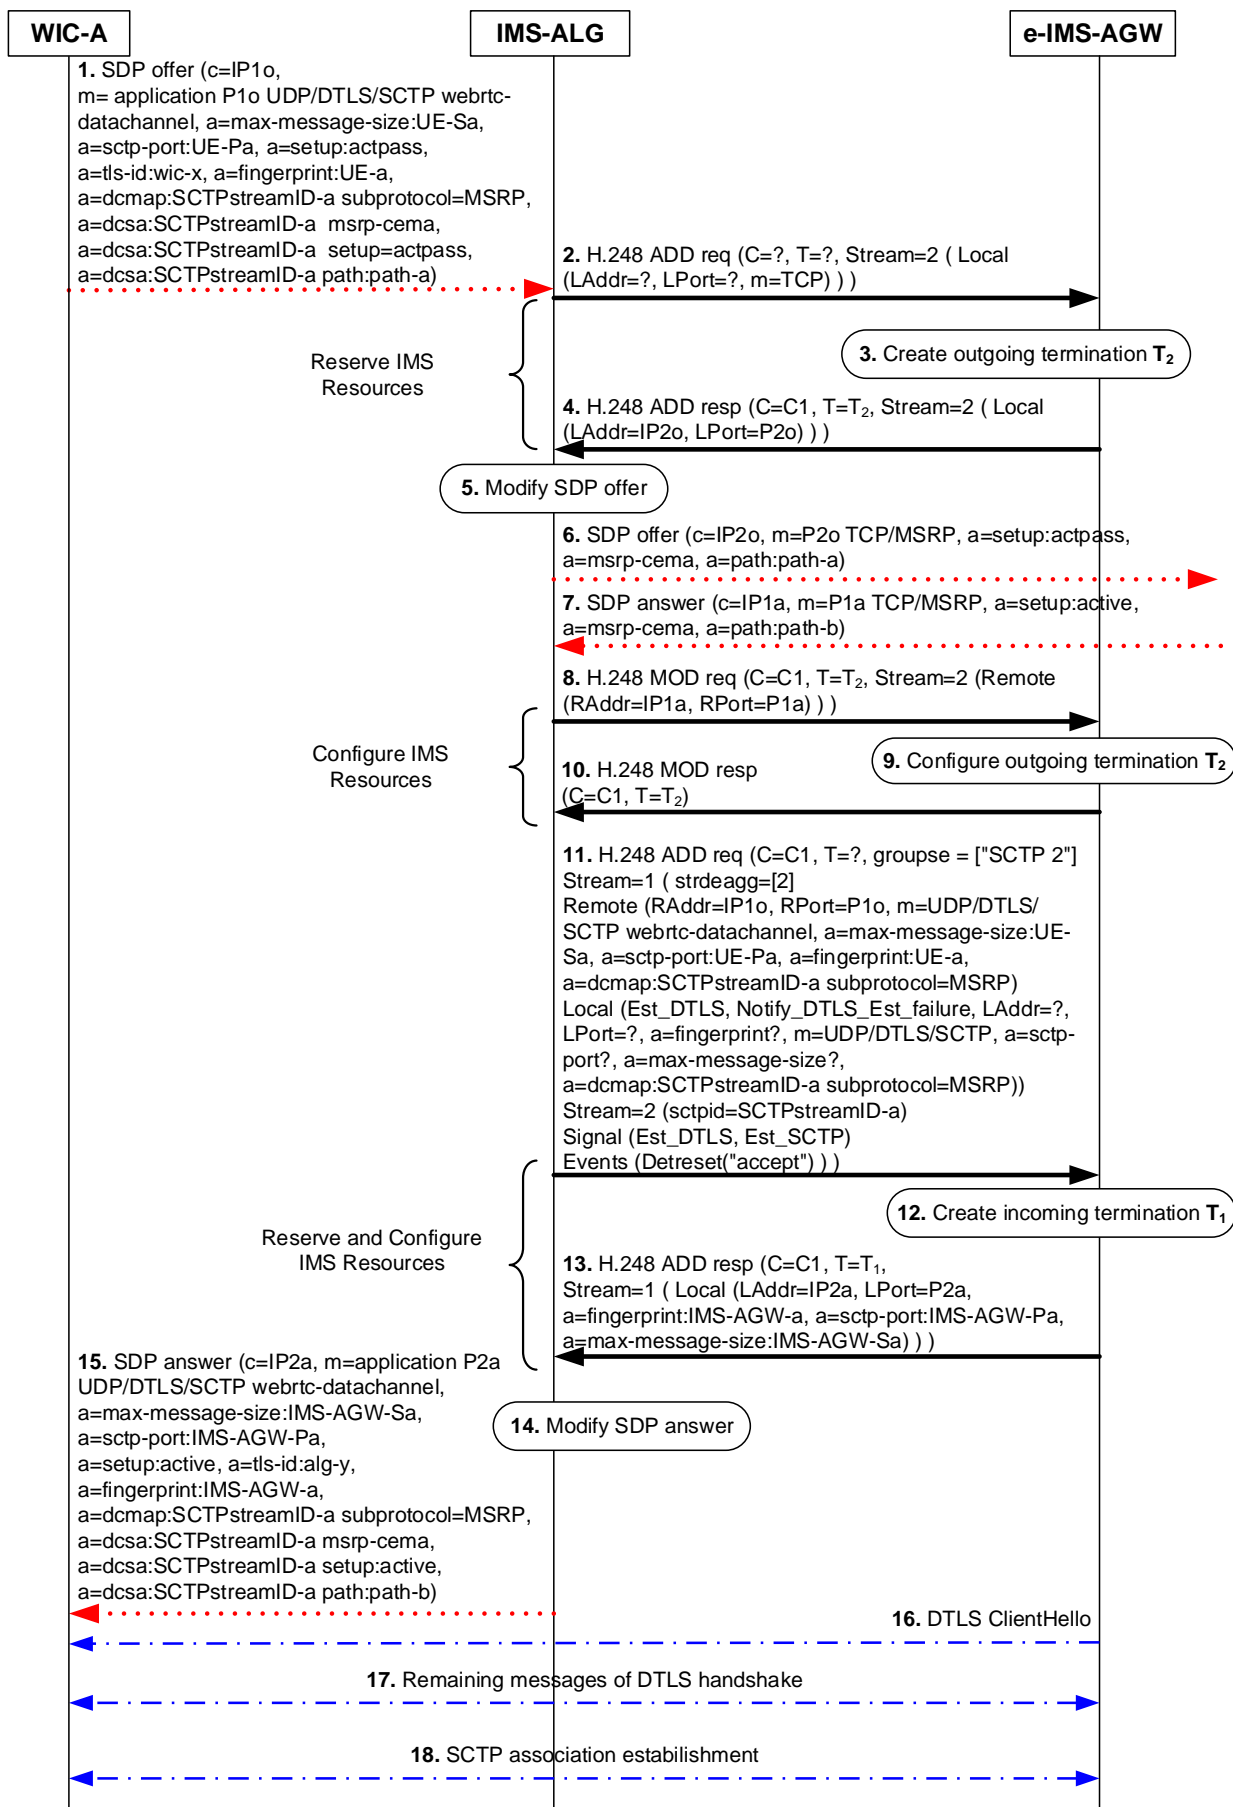 WIC-A
IMS-ALG
e-IMS-AGW
1. SDP offer (c=IP1o,
m= application P1o UDP/DTLS/SCTP webrtc-
datachannel, a=max-message-size:UE-Sa,
a=sctp-port:UE-Pa, a=setup:actpass,
a=tls-id:wic-x, a=fingerprint:UE-a,
a=dcmap:SCTPstreamID-a subprotocol=MSRP,
a=dcsa:SCTPstreamID-a  msrp-cema,
a=dcsa:SCTPstreamID-a  setup=actpass,
a=dcsa:SCTPstreamID-a path:path-a)
2. H.248 ADD req (C=?, T=?, Stream=2 ( Local
(LAddr=?, LPort=?, m=TCP) ) )
3. Create outgoing termination T₂
Reserve IMS
Resources
4. H.248 ADD resp (C=C1, T=T₂, Stream=2 ( Local
(LAddr=IP2o, LPort=P2o) ) )
5. Modify SDP offer
6. SDP offer (c=IP2o, m=P2o TCP/MSRP, a=setup:actpass,
a=msrp-cema, a=path:path-a)
7. SDP answer (c=IP1a, m=P1a TCP/MSRP, a=setup:active,
a=msrp-cema, a=path:path-b)
8. H.248 MOD req (C=C1, T=T₂, Stream=2 (Remote
(RAddr=IP1a, RPort=P1a) ) )
Configure IMS
Resources
9. Configure outgoing termination T₂
10. H.248 MOD resp
(C=C1, T=T₂)
11. H.248 ADD req (C=C1, T=?, groupse = ["SCTP 2"]
Stream=1 ( strdeagg=[2]
Remote (RAddr=IP1o, RPort=P1o, m=UDP/DTLS/
SCTP webrtc-datachannel, a=max-message-size:UE-
Sa, a=sctp-port:UE-Pa, a=fingerprint:UE-a,
a=dcmap:SCTPstreamID-a subprotocol=MSRP)
Local (Est_DTLS, Notify_DTLS_Est_failure, LAddr=?,
LPort=?, a=fingerprint?, m=UDP/DTLS/SCTP, a=sctp-
port?, a=max-message-size?,
a=dcmap:SCTPstreamID-a subprotocol=MSRP))
Stream=2 (sctpid=SCTPstreamID-a)
Signal (Est_DTLS, Est_SCTP)
Events (Detreset("accept") ) )
12. Create incoming termination T₁
Reserve and Configure
IMS Resources
13. H.248 ADD resp (C=C1, T=T₁,
Stream=1 ( Local (LAddr=IP2a, LPort=P2a,
a=fingerprint:IMS-AGW-a, a=sctp-port:IMS-AGW-Pa,
a=max-message-size:IMS-AGW-Sa) ) )
14. Modify SDP answer
15. SDP answer (c=IP2a, m=application P2a
UDP/DTLS/SCTP webrtc-datachannel,
a=max-message-size:IMS-AGW-Sa,
a=sctp-port:IMS-AGW-Pa,
a=setup:active, a=tls-id:alg-y,
a=fingerprint:IMS-AGW-a,
a=dcmap:SCTPstreamID-a subprotocol=MSRP,
a=dcsa:SCTPstreamID-a msrp-cema,
a=dcsa:SCTPstreamID-a setup:active,
a=dcsa:SCTPstreamID-a path:path-b)
16. DTLS ClientHello
17. Remaining messages of DTLS handshake
18. SCTP association estabilishment